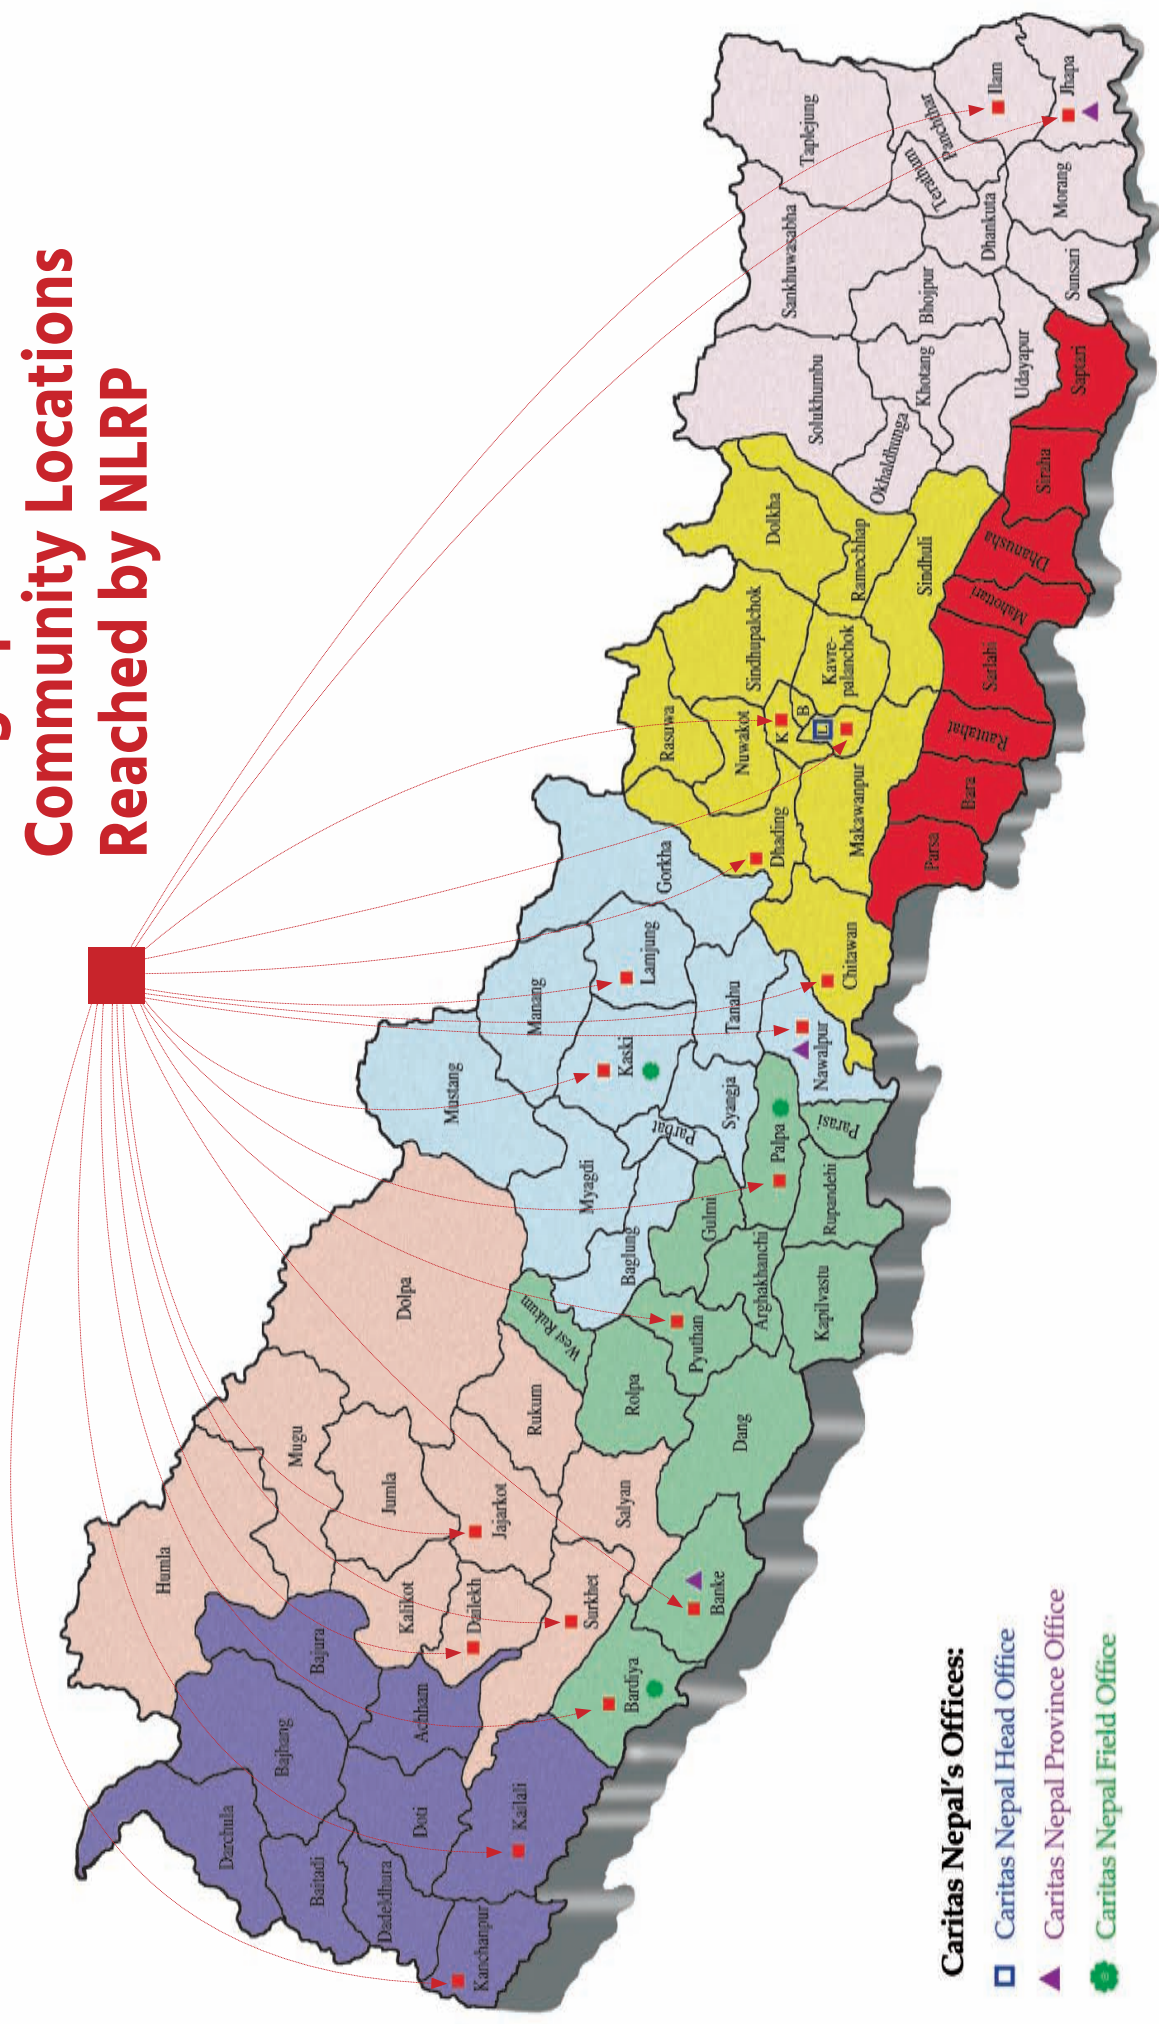 Community Locations
Reached by NLRP
Humla
Darchula
Bajhang
Bajura
Mugu
Baitadi
Dadeldhura
Doti
Achham
Kalikot
Jumla
Dolpa
Kanchanpur
Kailali
Dailekh
Jajarkot
Rukum
West Rukum
Surkhet
Salyan
Rolpa
Bardiya
Banke
Dang
Pyuthan
Mustang
Manang
Myagdi
Kaski
Lamjung
Gorkha
Baglung
Parbat
Syangja
Tanahu
Nawalpur
Gulmi
Palpa
Arghakhanchi
Kapilvastu
Rupandehi
Parasi
Rasuwa
Nuwakot
Sindhupalchok
Dolkha
Dhading
K
B
L
Kavre-
palanchok
Ramechhap
Sindhuli
Makawanpur
Chitawan
Parsa
Bara
Rautahat
Sarlahi
Mahottari
Dhanusha
Siraha
Saptari
Solukhumbu
Sankhuwasabha
Taplejung
Okhaldhunga
Khotang
Bhojpur
Terathum
Panchthar
Dhankuta
Ilam
Udayapur
Sunsari
Morang
Jhapa
Caritas Nepal's Offices:
Caritas Nepal Head Office
Caritas Nepal Province Office
Caritas Nepal Field Office